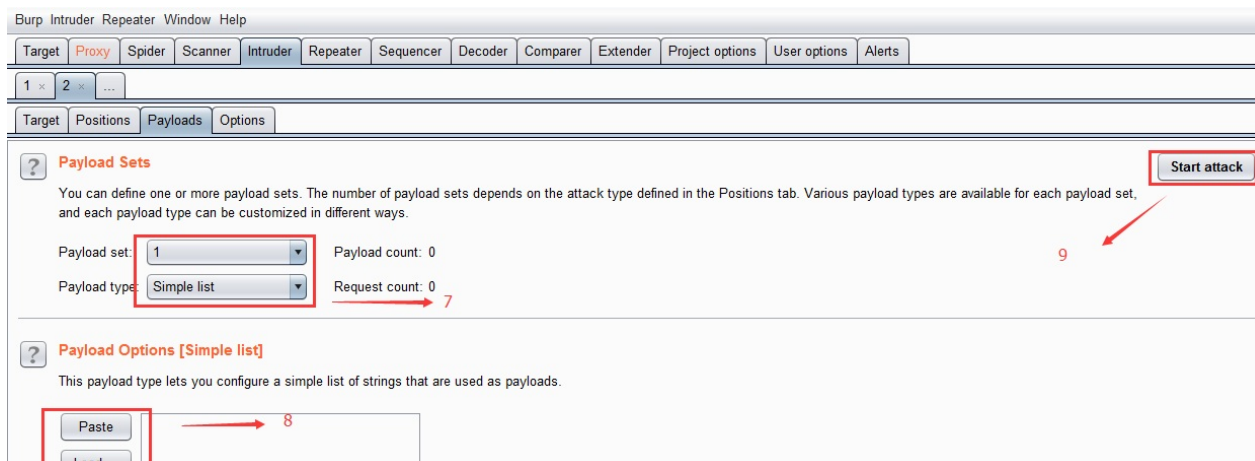 Burp Intruder Repeater Window Help
Target Proxy Spider Scanner Intruder Repeater Sequencer Decoder Comparer Extender Project options User options Alerts
1 × 2 × ...
Target Positions Payloads Options
? Payload Sets
Start attack
You can define one or more payload sets. The number of payload sets depends on the attack type defined in the Positions tab. Various payload types are available for each payload set,
and each payload type can be customized in different ways.
9
Payload set: 1 Payload count: 0
Payload type: Simple list Request count: 0
7
? Payload Options [Simple list]
This payload type lets you configure a simple list of strings that are used as payloads.
Paste
8